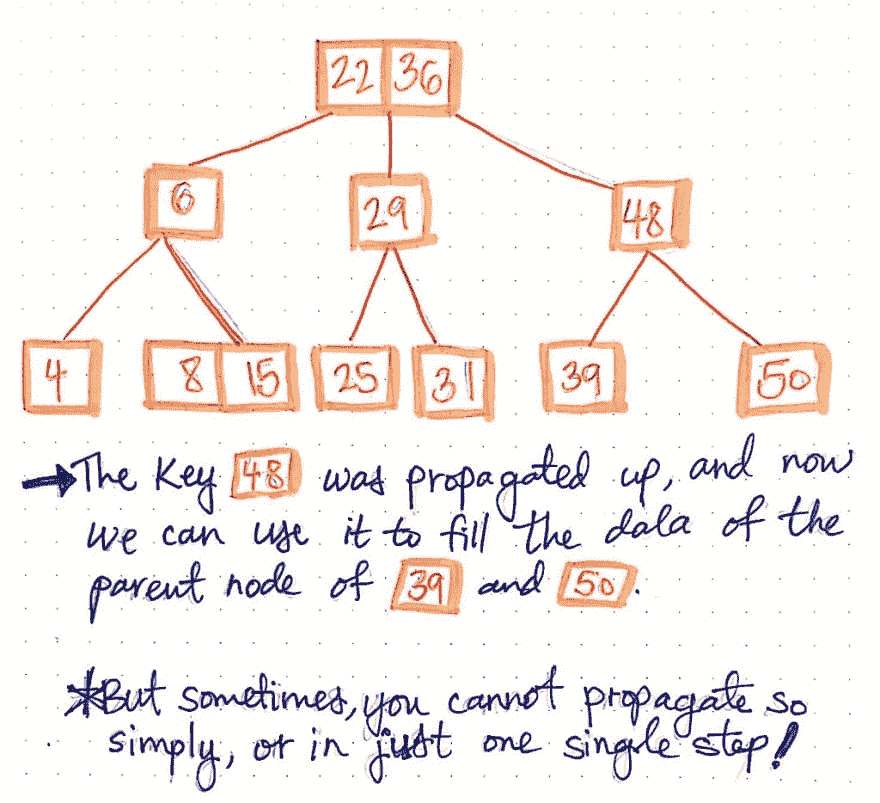 22 36
6 29 48
4 8 15 25 31 39 50
→The Key 48 was propagated up, and now
we can use it to fill the data of the
parent node of 39 and 50.
*But sometimes, you cannot propagate so
simply, or in just one single step!